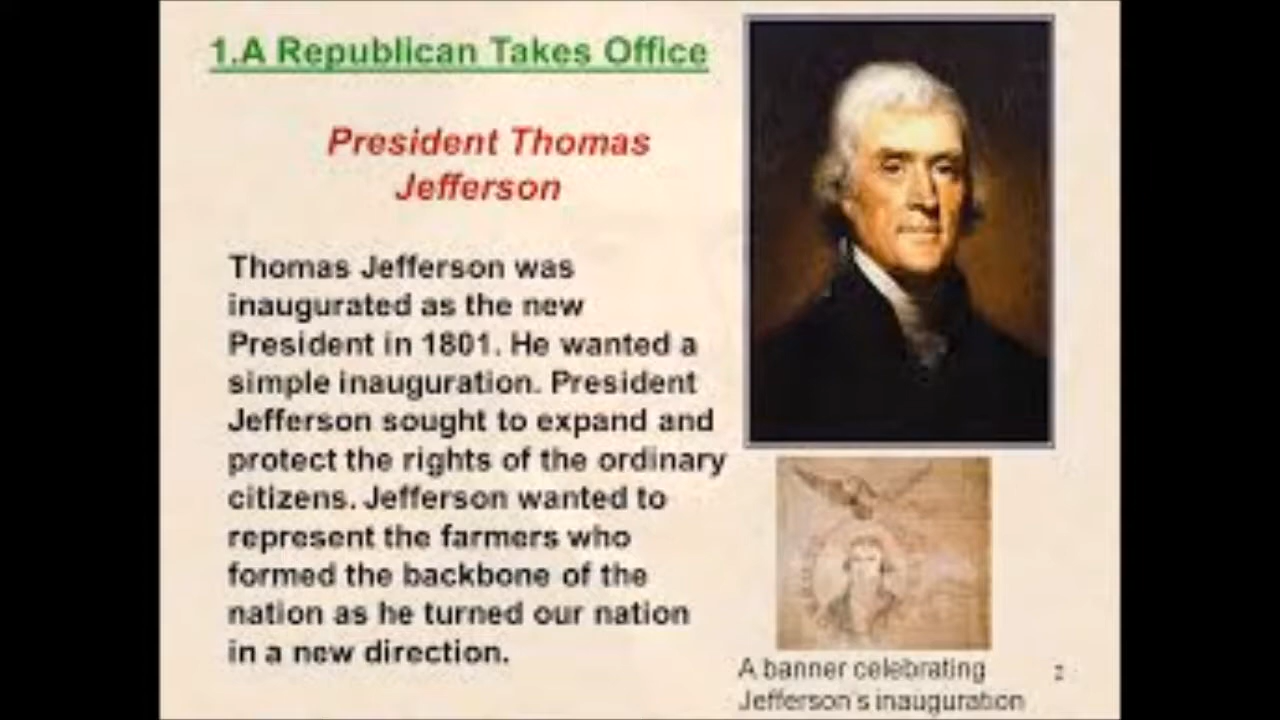 1.A Republican Takes Office
President Thomas
Jefferson
Thomas Jefferson was
inaugurated as the new
President in 1801. He wanted a
simple inauguration. President
Jefferson sought to expand and
protect the rights of the ordinary
citizens. Jefferson wanted to
represent the farmers who
formed the backbone of the
nation as he turned our nation
in a new direction.
A banner celebrating
Jefferson's inauguration
2